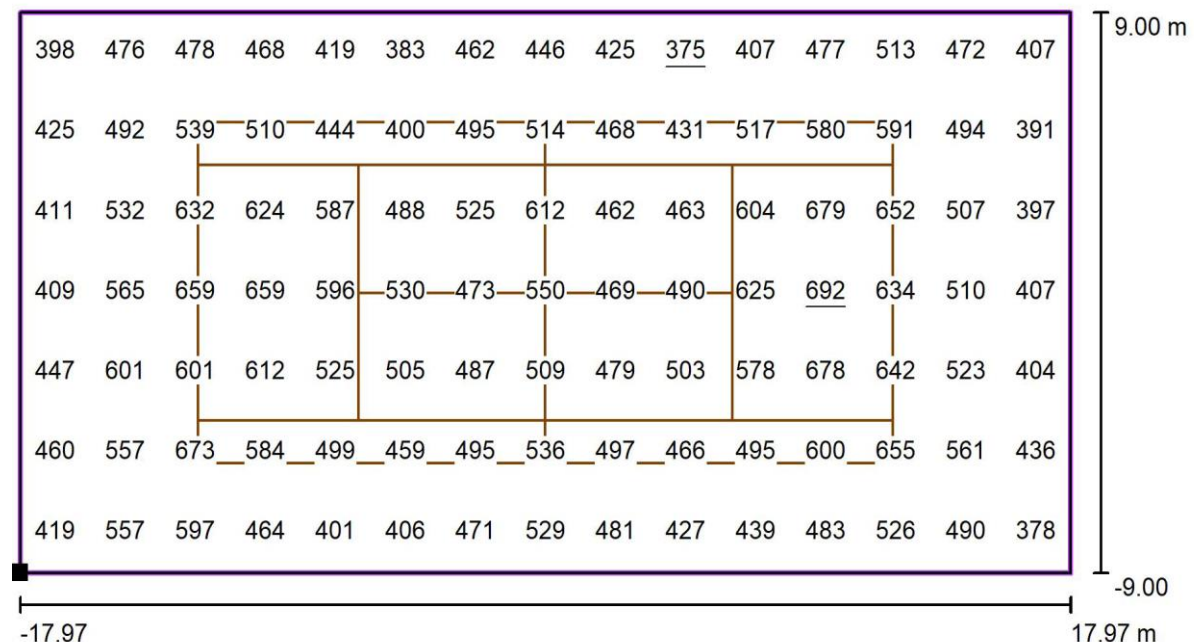 9.00 m
398 476 478 468 419 383 462 446 425 375 407 477 513 472 407
425 492 539 510 444 400 495 514 468 431 517 580 591 494 391
411 532 632 624 587 488 525 612 462 463 604 679 652 507 397
409 565 659 659 596 530 473 550 469 490 625 692 634 510 407
447 601 601 612 525 505 487 509 479 503 578 678 642 523 404
460 557 673 584 499 459 495 536 497 466 495 600 655 561 436
419 557 597 464 401 406 471 529 481 427 439 483 526 490 378
-9.00
-17.97 17.97 m